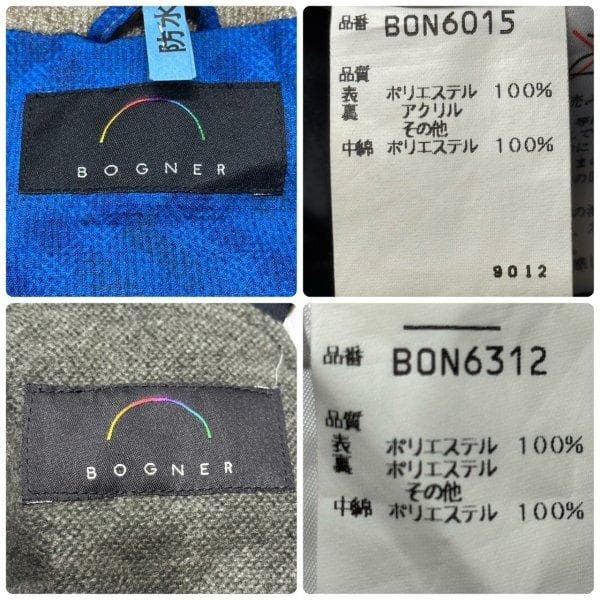 防水
BOGNER
品番 BON6015
品質
表 ポリエステル 100%
裏 アクリル
その他
中綿 ポリエステル 100%
9012
BOGNER
品番 BON6312
品質
表 ポリエステル 100%
裏 ポリエステル
その他
中綿 ポリエステル 100%